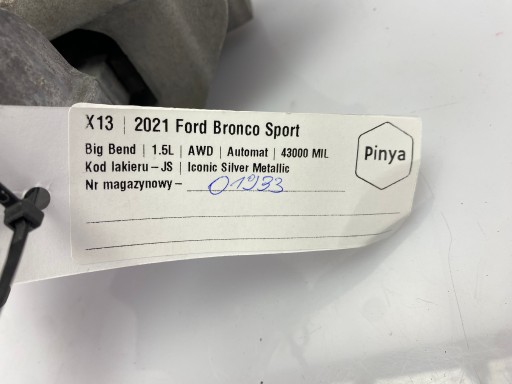 X13 | 2021 Ford Bronco Sport
Big Bend | 1.5L | AWD | Automat | 43000 MIL
Kod lakieru – JS | Iconic Silver Metallic
Nr magazynowy – 01933
Pinya